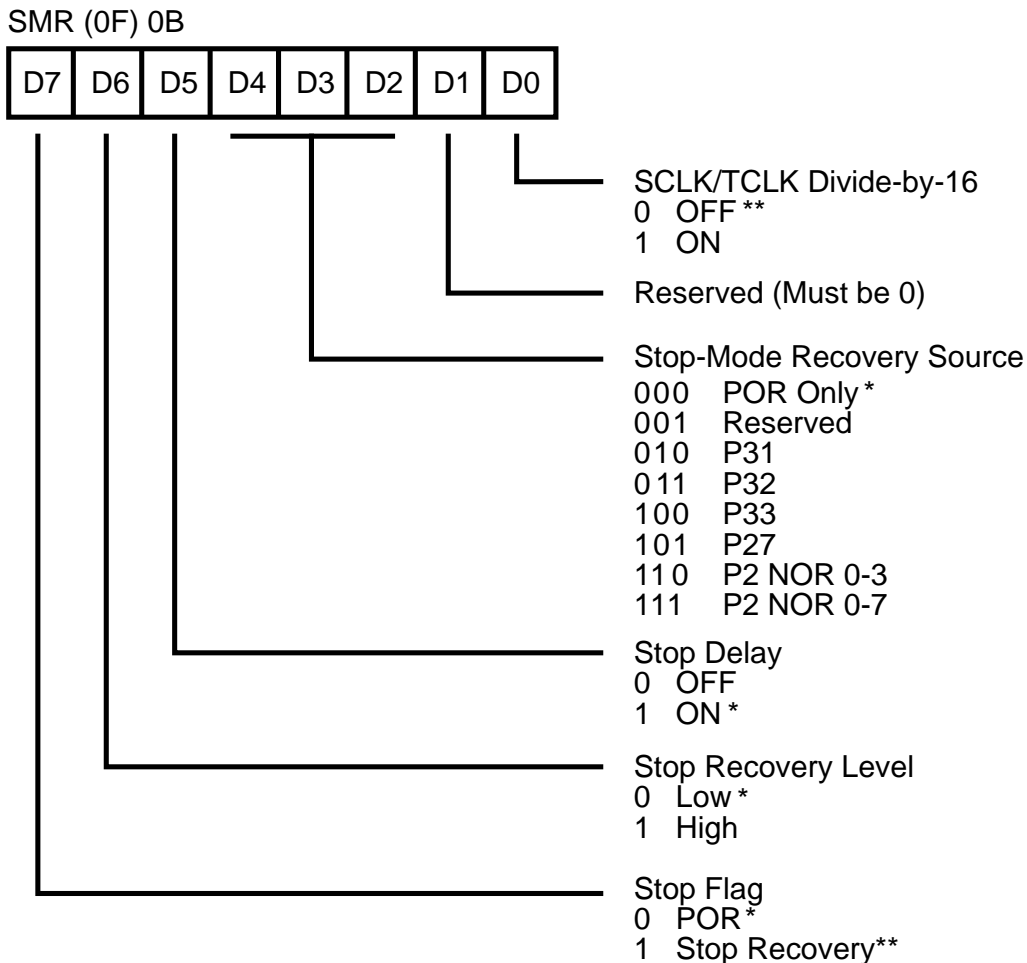 SMR (0F) 0B
D7 D6 D5 D4 D3 D2 D1 D0
SCLK/TCLK Divide-by-16
0 OFF **
1 ON
Reserved (Must be 0)
Stop-Mode Recovery Source
000 POR Only *
001 Reserved
010 P31
011 P32
100 P33
101 P27
110 P2 NOR 0-3
111 P2 NOR 0-7
Stop Delay
0 OFF
1 ON *
Stop Recovery Level
0 Low *
1 High
Stop Flag
0 POR *
1 Stop Recovery**